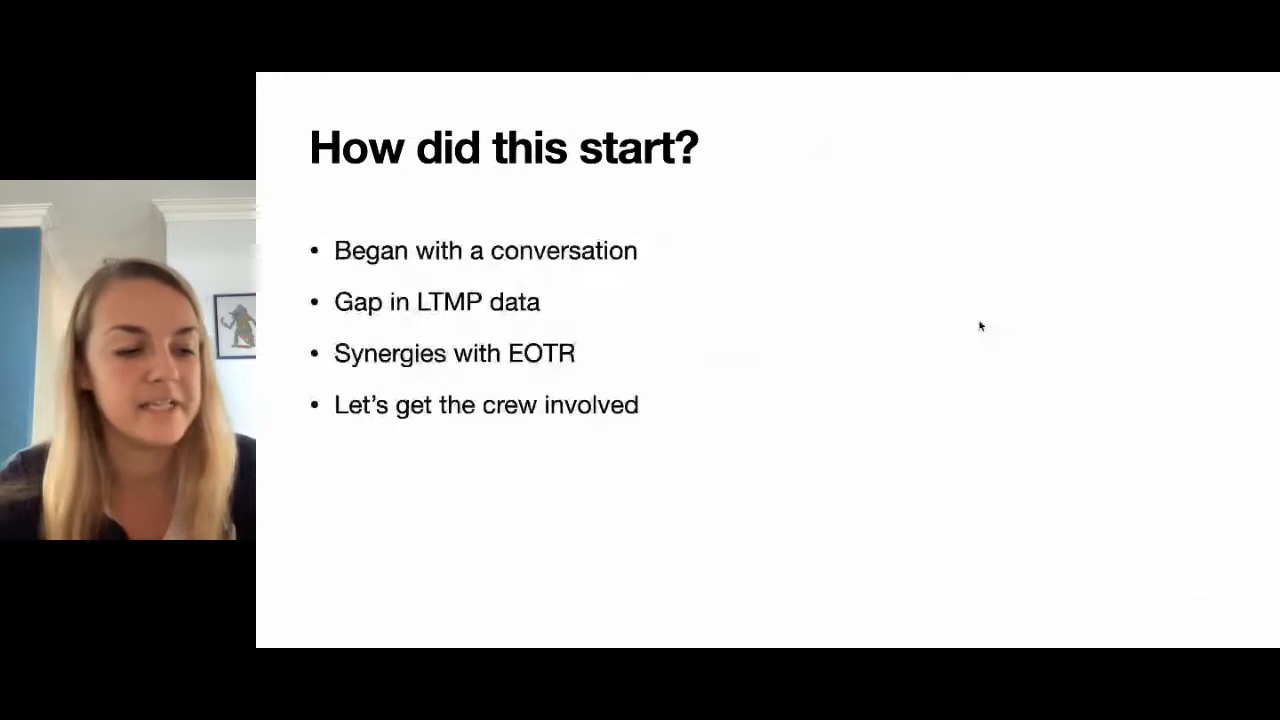 How did this start?
• Began with a conversation
• Gap in LTMP data
• Synergies with EOTR
• Let's get the crew involved